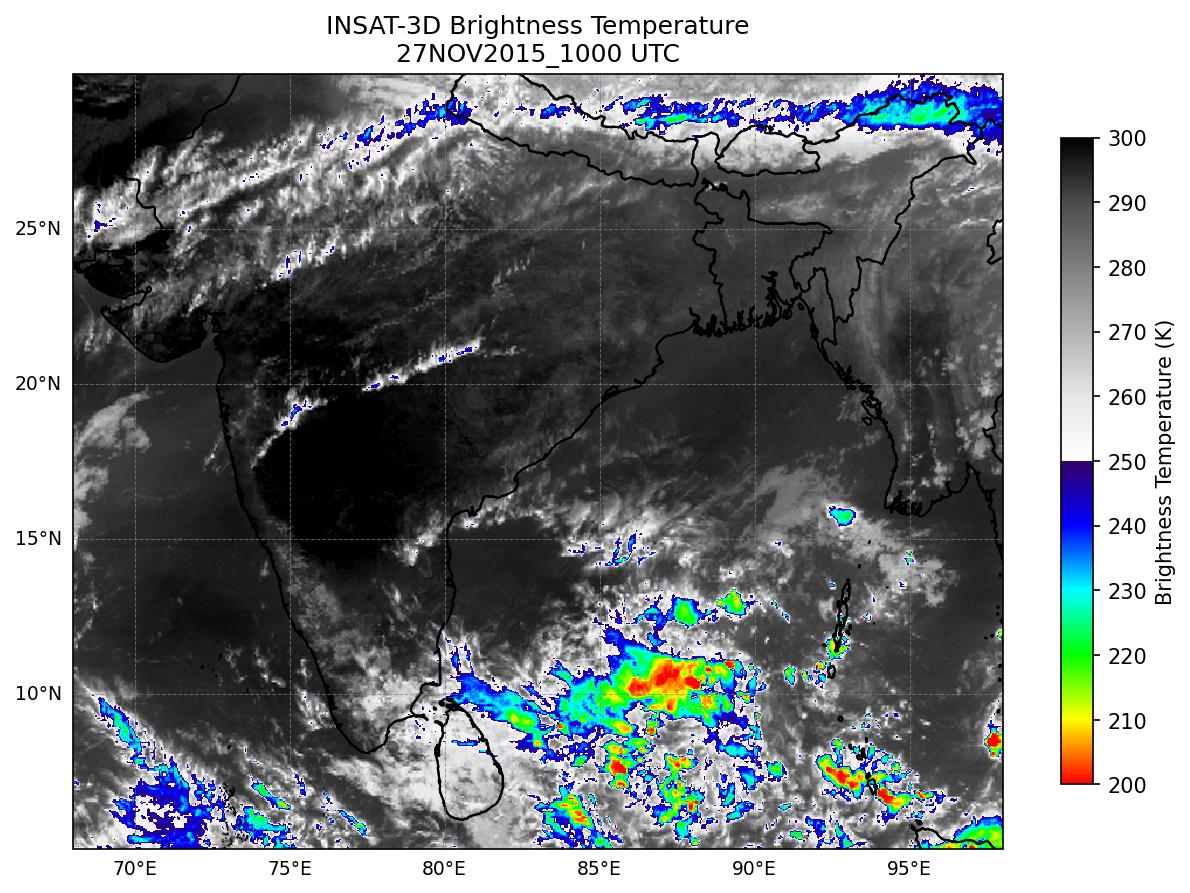 INSAT-3D Brightness Temperature
27NOV2015_1000 UTC
25°N
20°N
15°N
10°N
70°E
75°E
80°E
85°E
90°E
95°E
300
290
280
270
260
250
240
230
220
210
200
Brightness Temperature (K)